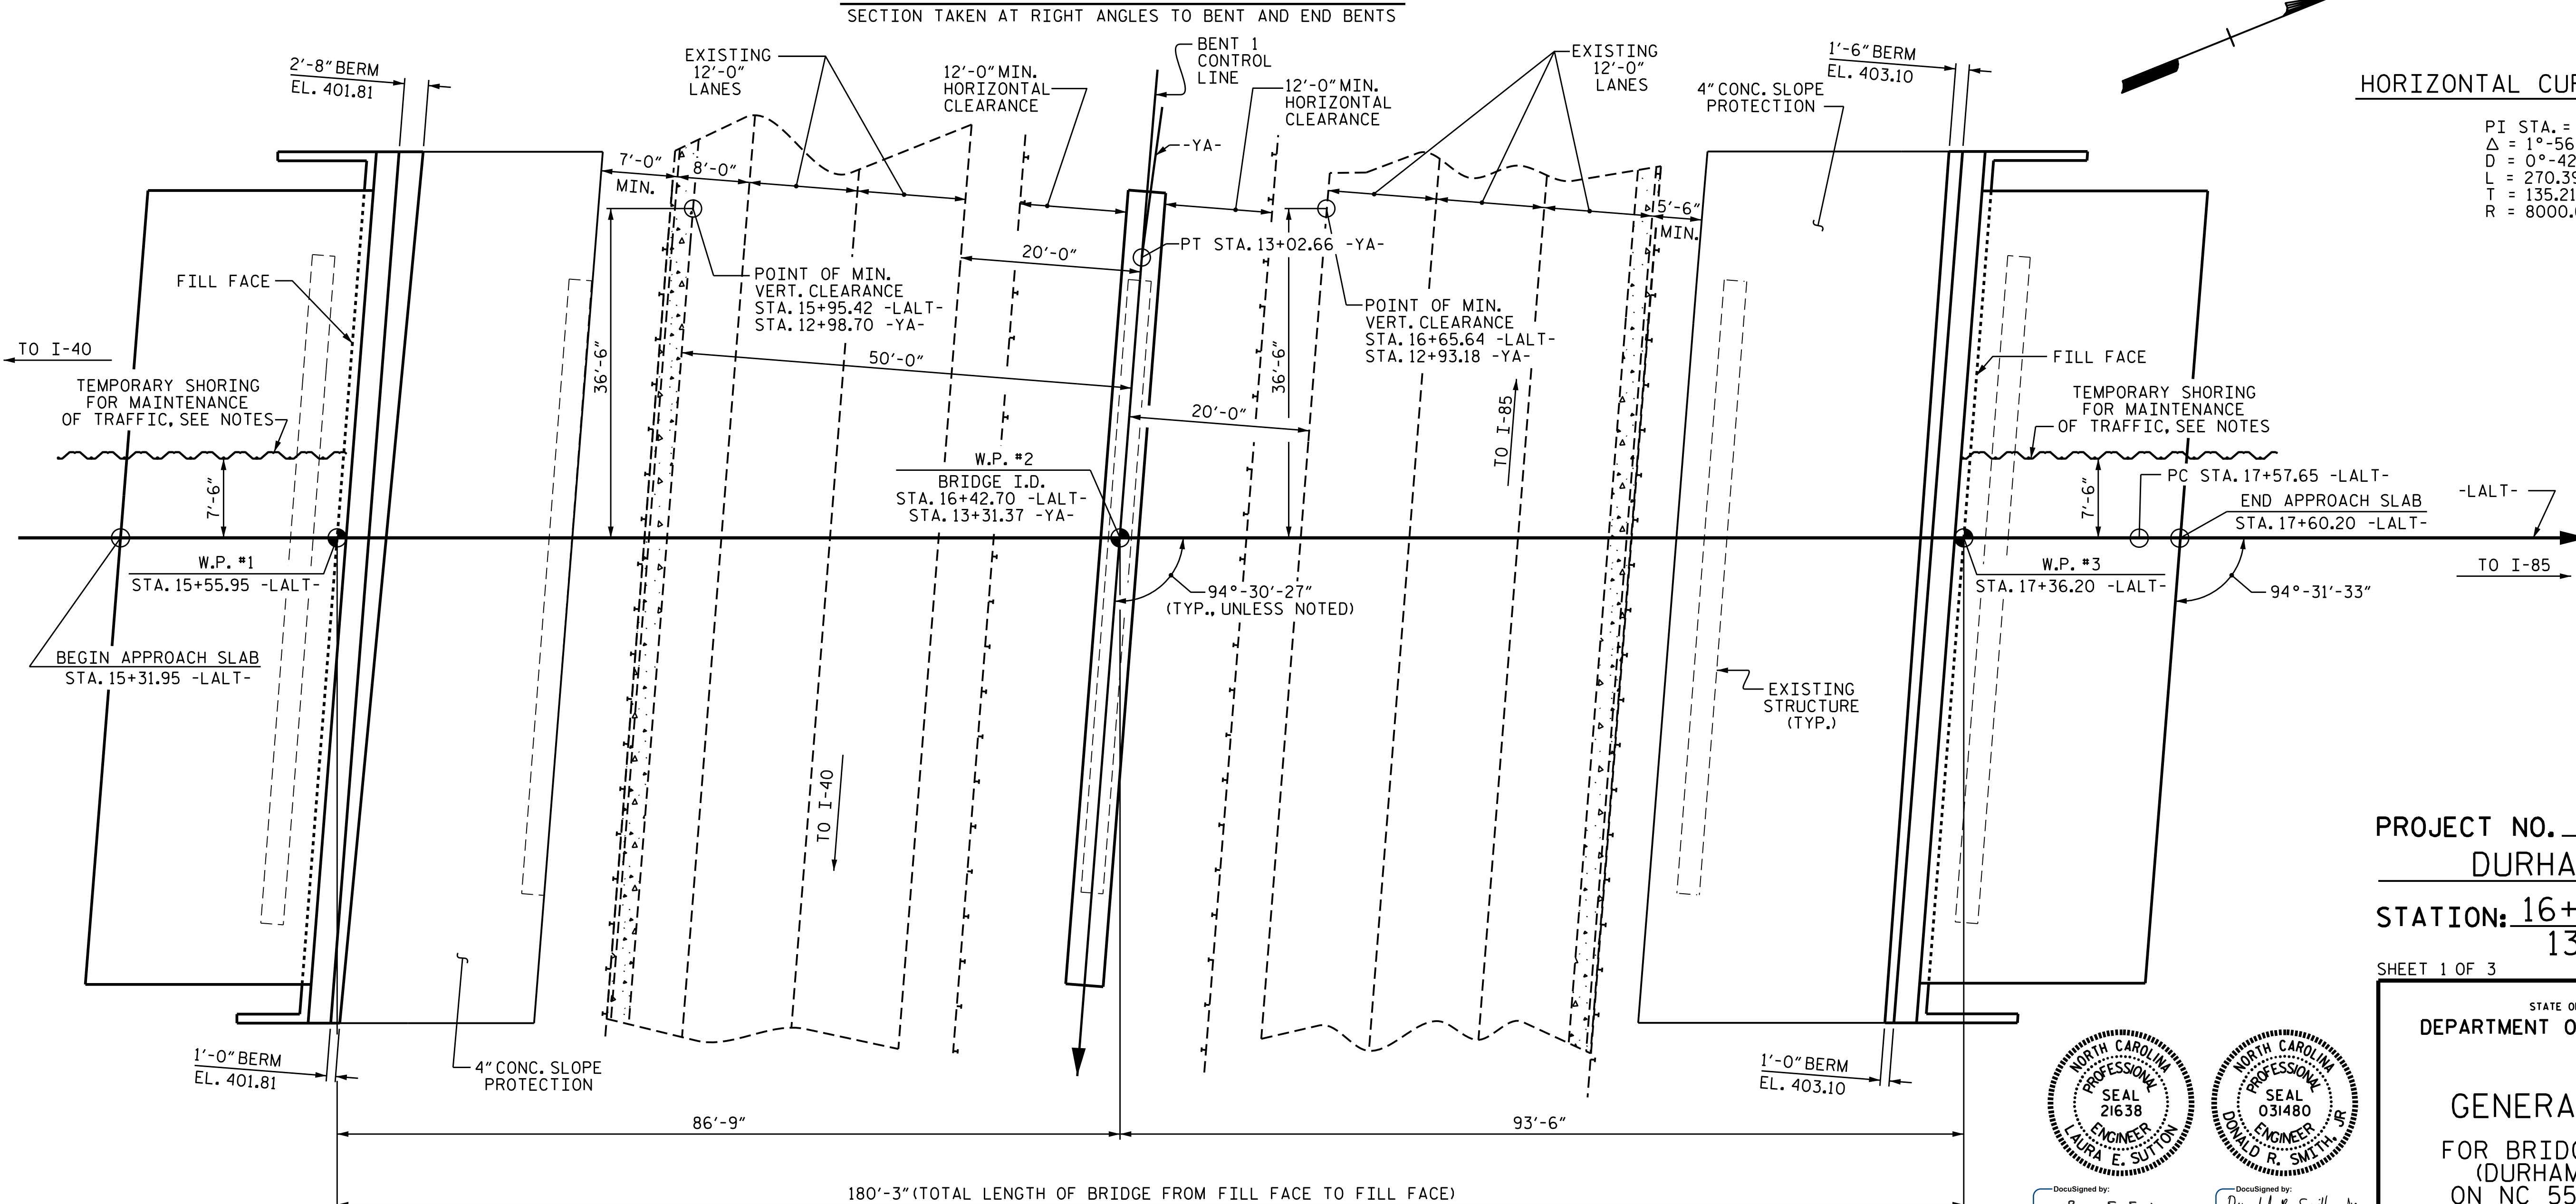 SECTION TAKEN AT RIGHT ANGLES TO BENT AND END BENTS
2'-8" BERM
EL. 401.81
EXISTING
12'-0"
LANES
12'-0" MIN.
HORIZONTAL
CLEARANCE
BENT 1
CONTROL
LINE
12'-0" MIN.
HORIZONTAL
CLEARANCE
-YA-
EXISTING
12'-0"
LANES
4" CONC. SLOPE
PROTECTION
1'-6" BERM
EL. 403.10
HORIZONTAL
PI STA. =
Δ = 1°-56
D = 0°-42
L = 270.39
T = 135.21
R = 8000.
7'-0"
MIN.
8'-0"
5'-6"
MIN.
20'-0"
PT STA. 13+02.66 -YA-
FILL FACE
POINT OF MIN.
VERT. CLEARANCE
STA. 15+95.42 -LALT-
STA. 12+98.70 -YA-
POINT OF MIN.
VERT. CLEARANCE
STA. 16+65.64 -LALT-
STA. 12+93.18 -YA-
36'-6"
36'-6"
50'-0"
20'-0"
TO I-40
FILL FACE
TEMPORARY SHORING
FOR MAINTENANCE
OF TRAFFIC, SEE NOTES
TEMPORARY SHORING
FOR MAINTENANCE
OF TRAFFIC, SEE NOTES
TO I-85
7'-6"
W.P. #2
BRIDGE I.D.
STA. 16+42.70 -LALT-
STA. 13+31.37 -YA-
7'-6"
PC STA. 17+57.65 -LALT-
END APPROACH SLAB
STA. 17+60.20 -LALT-
-LALT-
W.P. #1
STA. 15+55.95 -LALT-
94°-30'-27"
(TYP., UNLESS NOTED)
W.P. #3
STA. 17+36.20 -LALT-
94°-31'-33"
TO I-85
BEGIN APPROACH SLAB
STA. 15+31.95 -LALT-
EXISTING
STRUCTURE
(TYP.)
TO I-40
PROJECT NO.
DURHA
STATION: 16+
13
SHEET 1 OF 3
1'-0" BERM
EL. 401.81
4" CONC. SLOPE
PROTECTION
1'-0" BERM
EL. 403.10
86'-9"
93'-6"
180'-3" (TOTAL LENGTH OF BRIDGE FROM FILL FACE TO FILL FACE)
NORTH CAROLINA
PROFESSIONAL
SEAL
21638
ENGINEER
LAURA E. SUTTON
NORTH CAROLINA
PROFESSIONAL
SEAL
031480
ENGINEER
DONALD R. SMITH, JR
DocuSigned by:
DocuSigned by:
STATE O
DEPARTMENT O
GENERA
FOR BRIDG
(DURHAM
ON NC 55